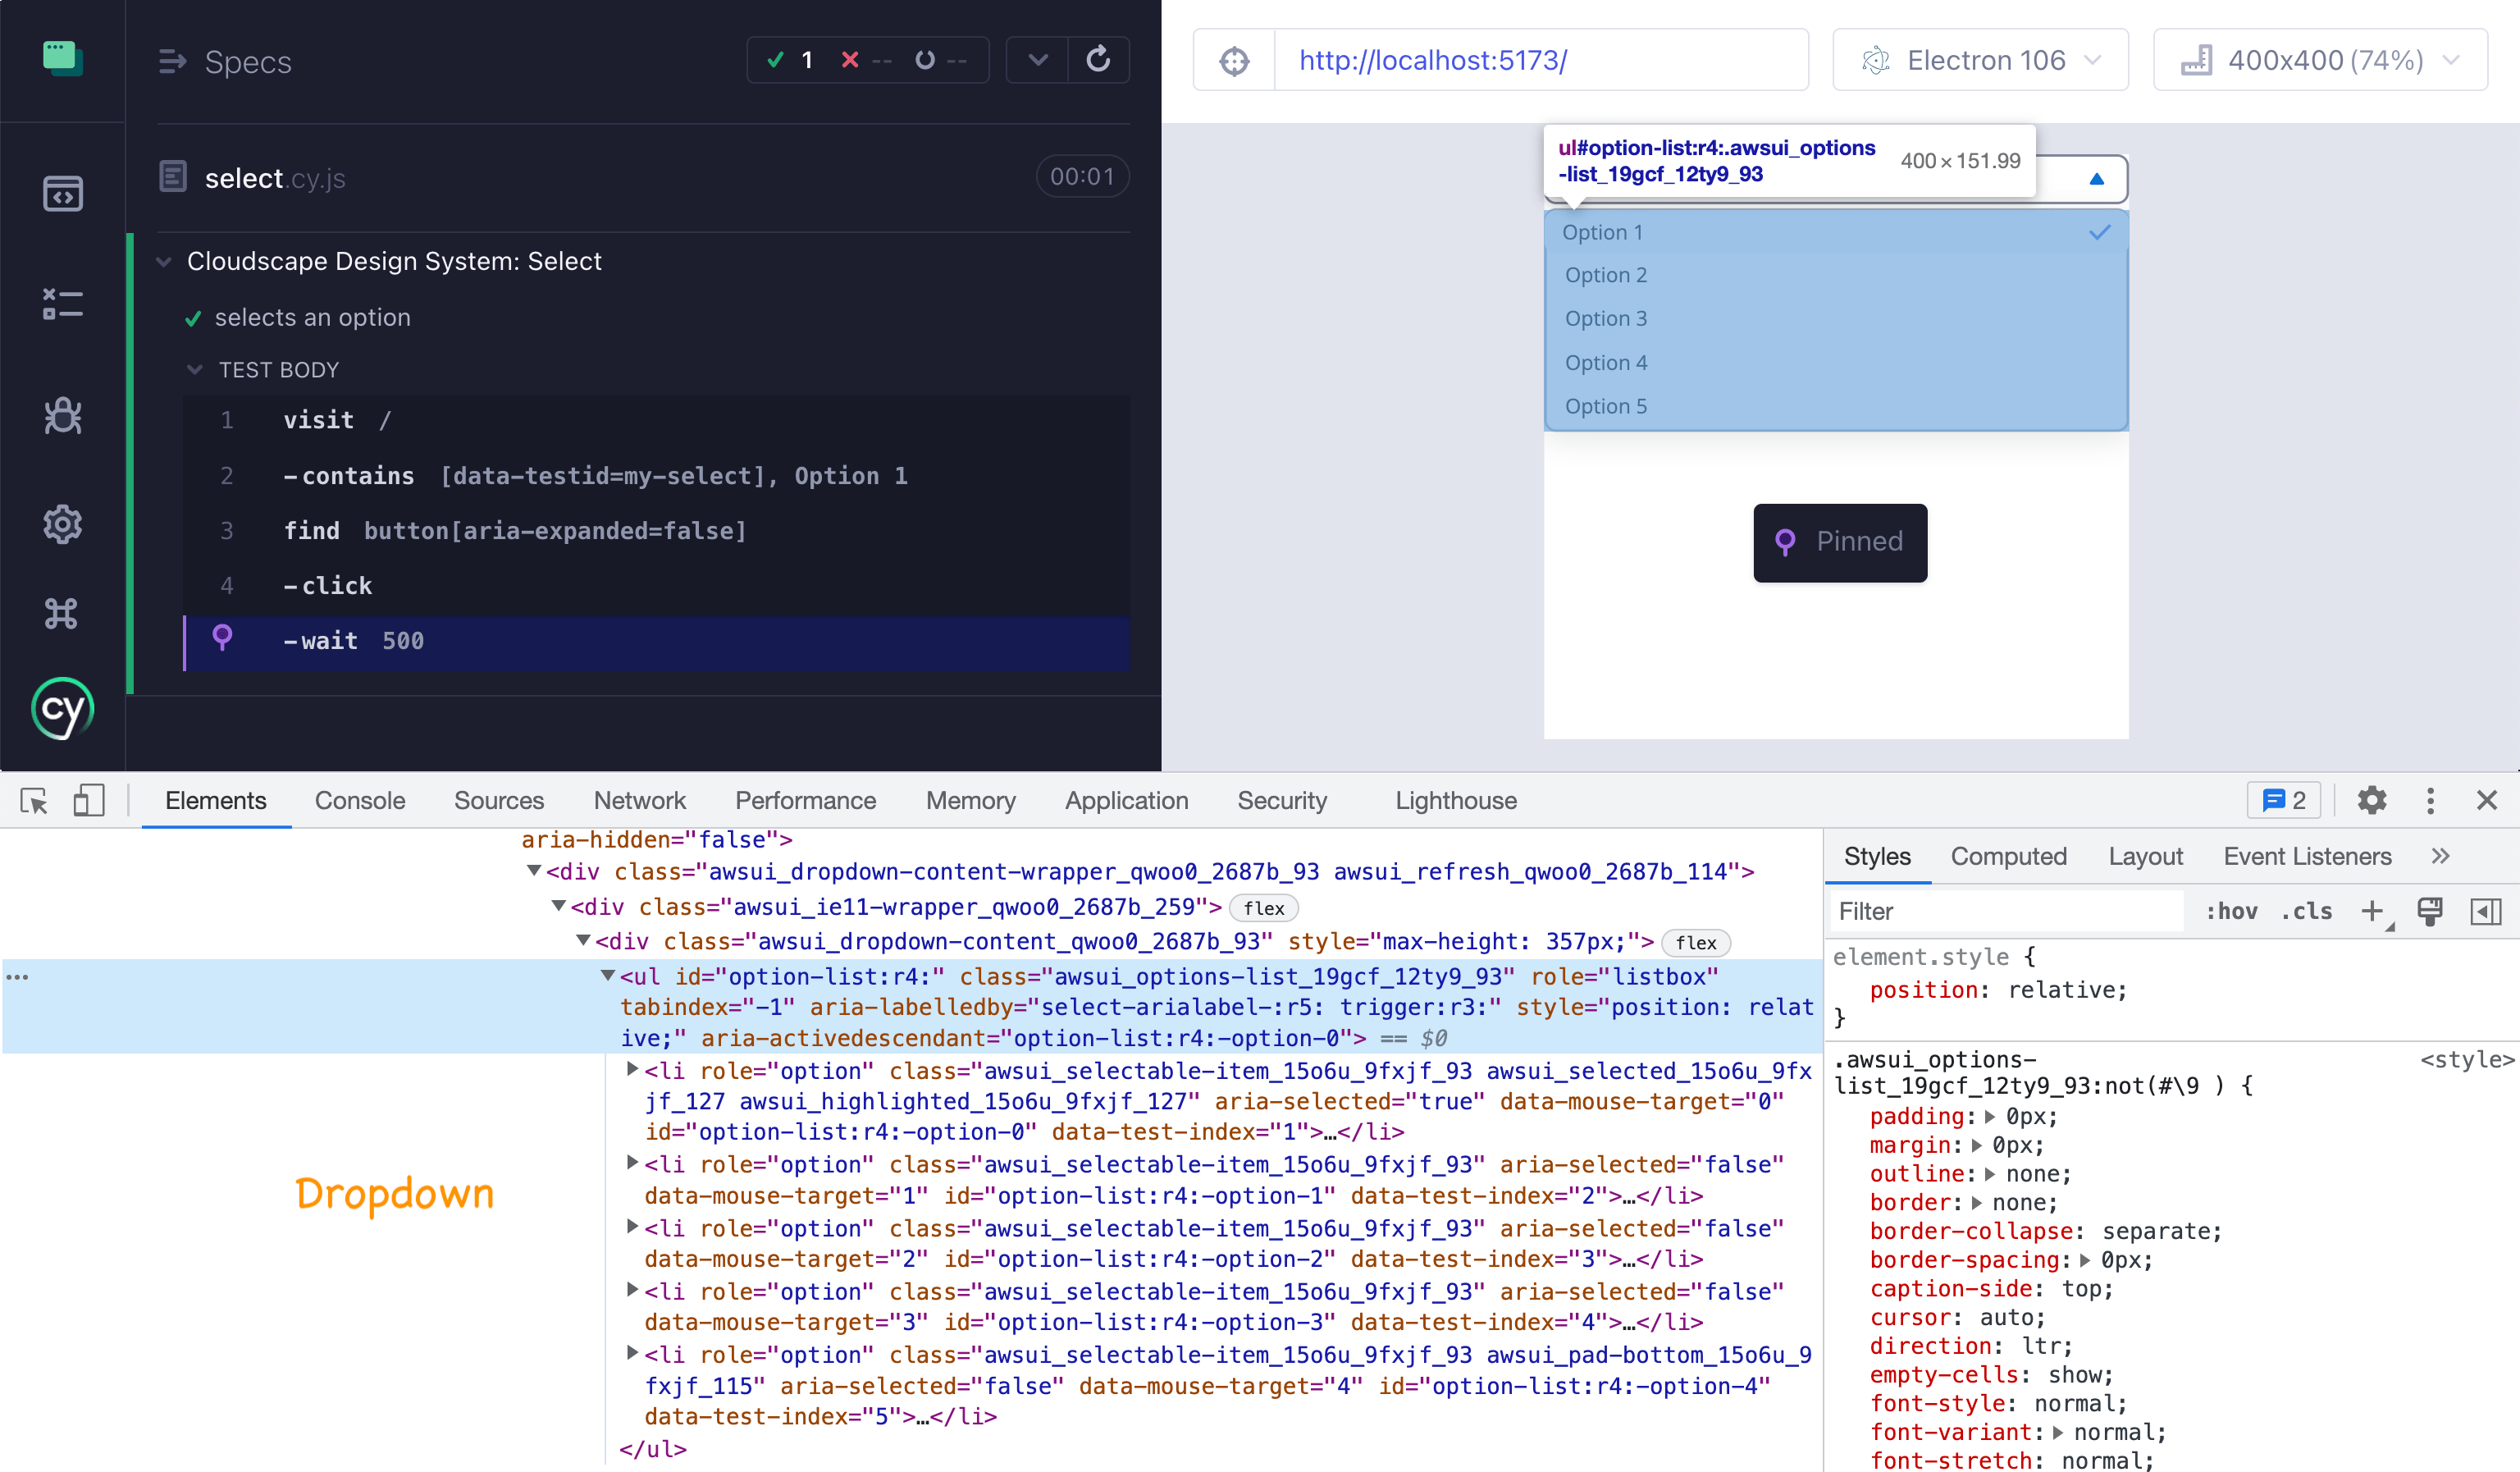 Specs
1 -- --
select.cy.js
00:01
Cloudscape Design System: Select
selects an option
TEST BODY
1 visit /
2 -contains [data-testid=my-select], Option 1
3 find button[aria-expanded=false]
4 -click
-wait 500
cy
http://localhost:5173/
Electron 106
400x400 (74%)
ul#option-list:r4:.awsui_options
-list_19gcf_12ty9_93
400 × 151.99
Option 1
Option 2
Option 3
Option 4
Option 5
Pinned
Elements Console Sources Network Performance Memory Application Security Lighthouse
2
aria-hidden="false">
<div class="awsui_dropdown-content-wrapper_qwoo0_2687b_93 awsui_refresh_qwoo0_2687b_114">
<div class="awsui_ie11-wrapper_qwoo0_2687b_259"> flex
<div class="awsui_dropdown-content_qwoo0_2687b_93" style="max-height: 357px;"> flex
… <ul id="option-list:r4:" class="awsui_options-list_19gcf_12ty9_93" role="listbox"
tabindex="-1" aria-labelledby="select-arialabel-:r5: trigger:r3:" style="position: relat
ive;" aria-activedescendant="option-list:r4:-option-0"> == $0
<li role="option" class="awsui_selectable-item_15o6u_9fxjf_93 awsui_selected_15o6u_9fx
jf_127 awsui_highlighted_15o6u_9fxjf_127" aria-selected="true" data-mouse-target="0"
id="option-list:r4:-option-0" data-test-index="1">…</li>
<li role="option" class="awsui_selectable-item_15o6u_9fxjf_93" aria-selected="false"
data-mouse-target="1" id="option-list:r4:-option-1" data-test-index="2">…</li>
<li role="option" class="awsui_selectable-item_15o6u_9fxjf_93" aria-selected="false"
data-mouse-target="2" id="option-list:r4:-option-2" data-test-index="3">…</li>
<li role="option" class="awsui_selectable-item_15o6u_9fxjf_93" aria-selected="false"
data-mouse-target="3" id="option-list:r4:-option-3" data-test-index="4">…</li>
<li role="option" class="awsui_selectable-item_15o6u_9fxjf_93 awsui_pad-bottom_15o6u_9
fxjf_115" aria-selected="false" data-mouse-target="4" id="option-list:r4:-option-4"
data-test-index="5">…</li>
</ul>
Dropdown
Styles Computed Layout Event Listeners
Filter :hov .cls
element.style {
position: relative;
}
.awsui_options- <style>
list_19gcf_12ty9_93:not(#\9 ) {
padding: 0px;
margin: 0px;
outline: none;
border: none;
border-collapse: separate;
border-spacing: 0px;
caption-side: top;
cursor: auto;
direction: ltr;
empty-cells: show;
font-style: normal;
font-variant: normal;
font-stretch: normal;